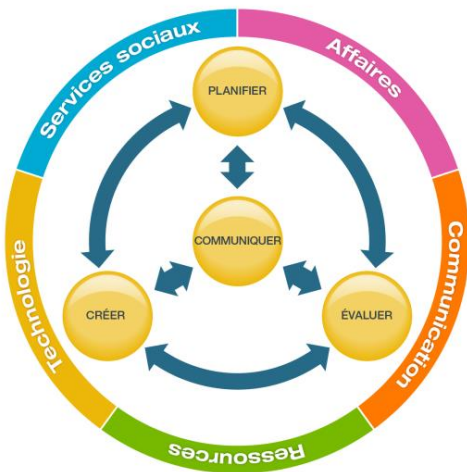 Services sociaux
Affaires
PLANIFIER
COMMUNIQUER
Technologie
Communication
CRÉER
ÉVALUER
Ressources